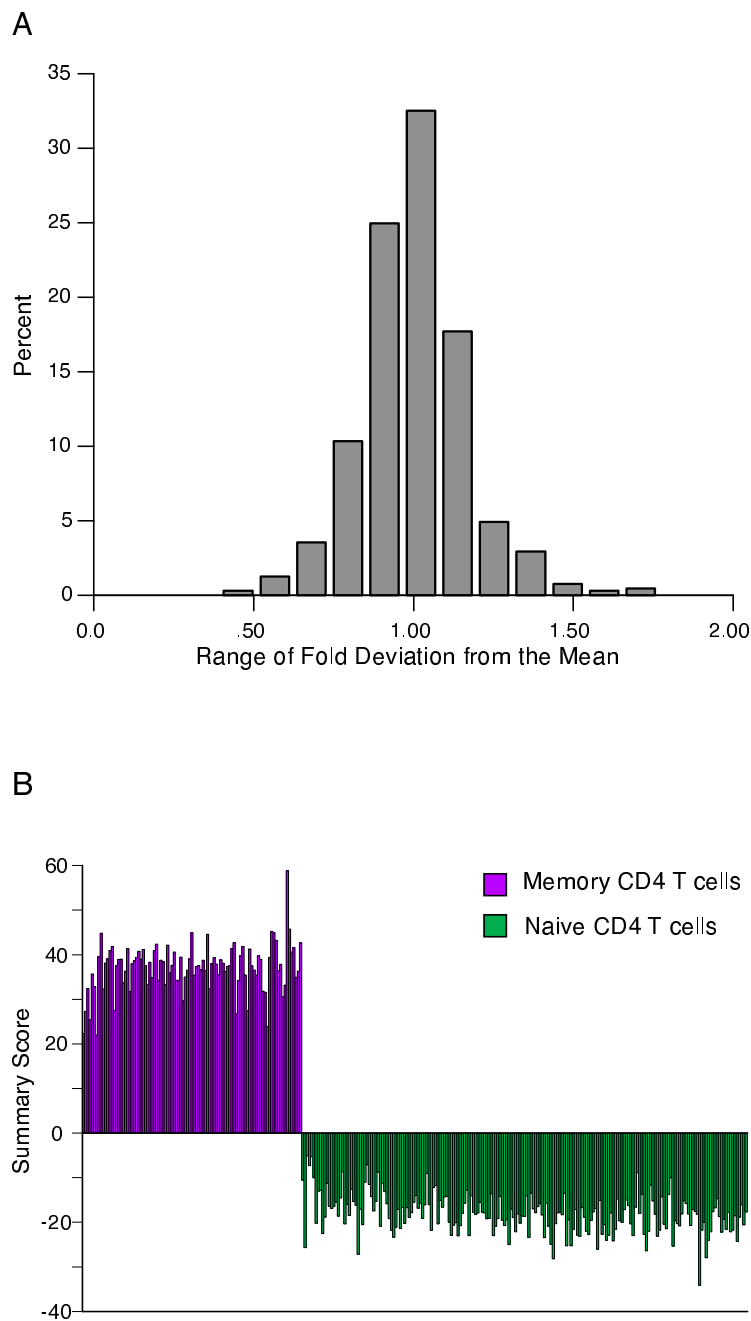 A
35
30
25
20
15
10
5
0
Percent
0.0 .50 1.00 1.50 2.00
Range of Fold Deviation from the Mean
B
60
40
20
0
-20
-40
Summary Score
Memory CD4 T cells
Naive CD4 T cells